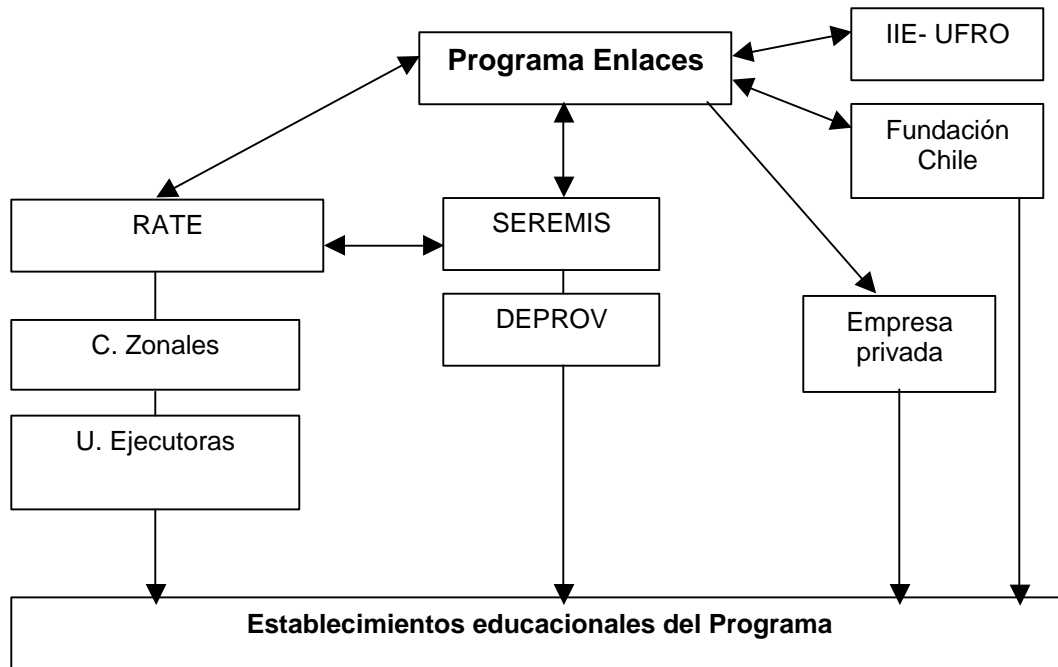 IIE- UFRO
Programa Enlaces
Fundación
Chile
RATE
SEREMIS
DEPROV
Empresa
privada
C. Zonales
U. Ejecutoras
Establecimientos educacionales del Programa